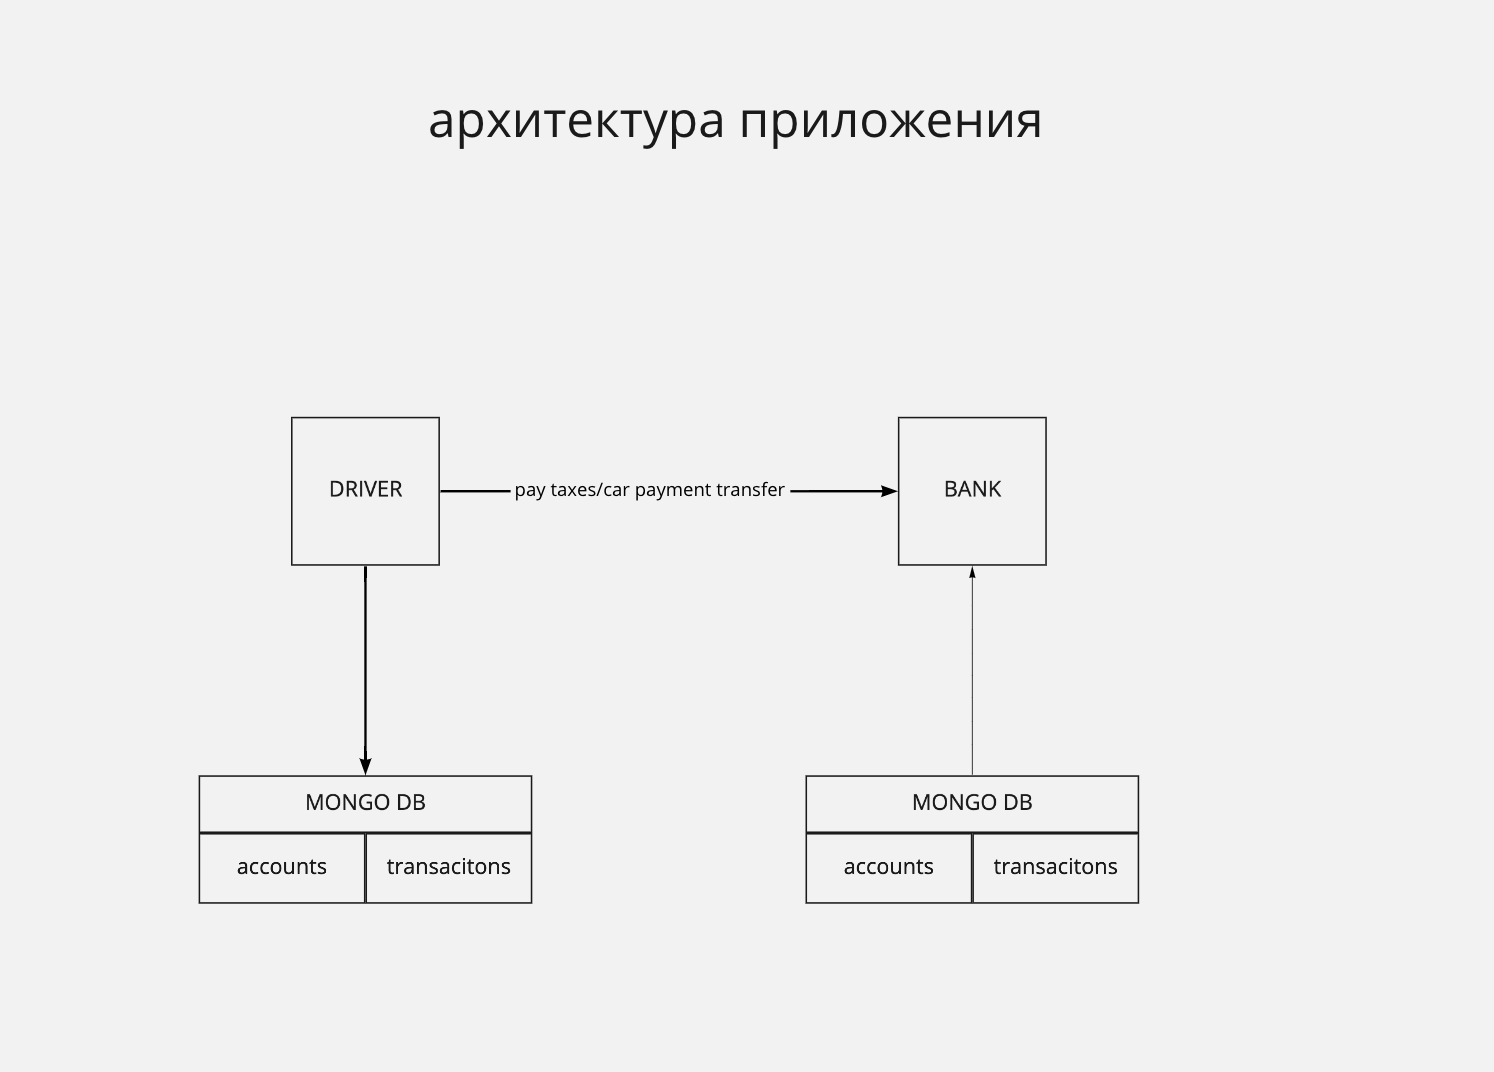 архитектура приложения
DRIVER
pay taxes/car payment transfer
BANK
MONGO DB
accounts
transacitons
MONGO DB
accounts
transacitons